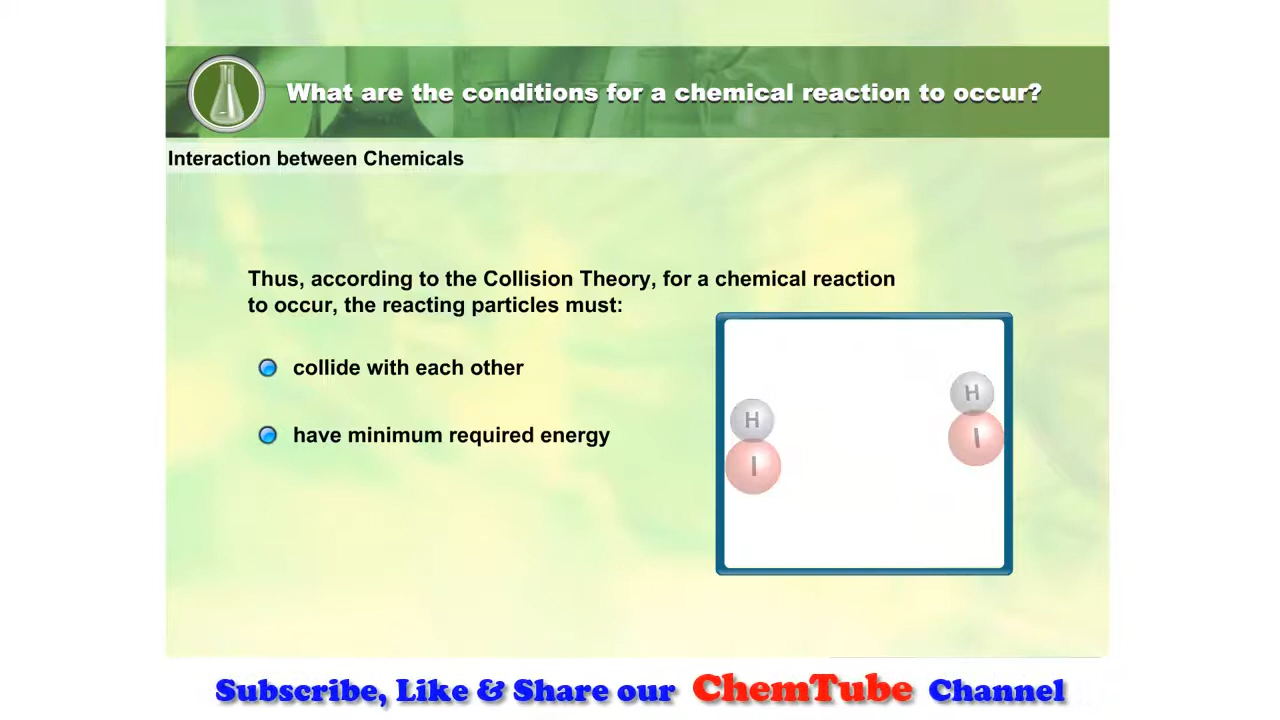 What are the conditions for a chemical reaction to occur?
Interaction between Chemicals
Thus, according to the Collision Theory, for a chemical reaction
to occur, the reacting particles must:
collide with each other
have minimum required energy
H
I
H
I
Subscribe, Like & Share our ChemTube Channel